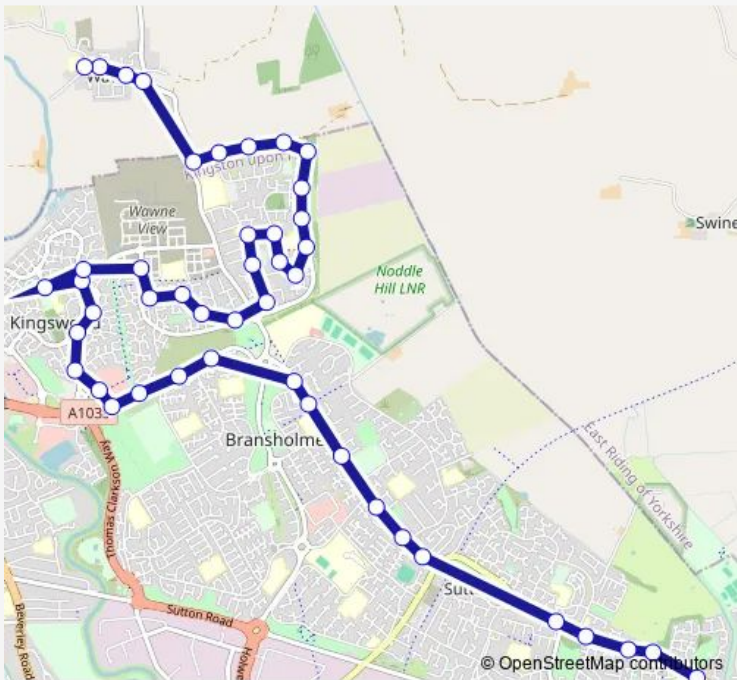 Kingston upon
Wawne
View
Noddle
Hill LNR
Swine
A103
Bransholme
East Riding of Yorkshire
Thomas Clarkson
Way
Sutton Road
Beverley Road
Holw
© OpenStreetMap contributors